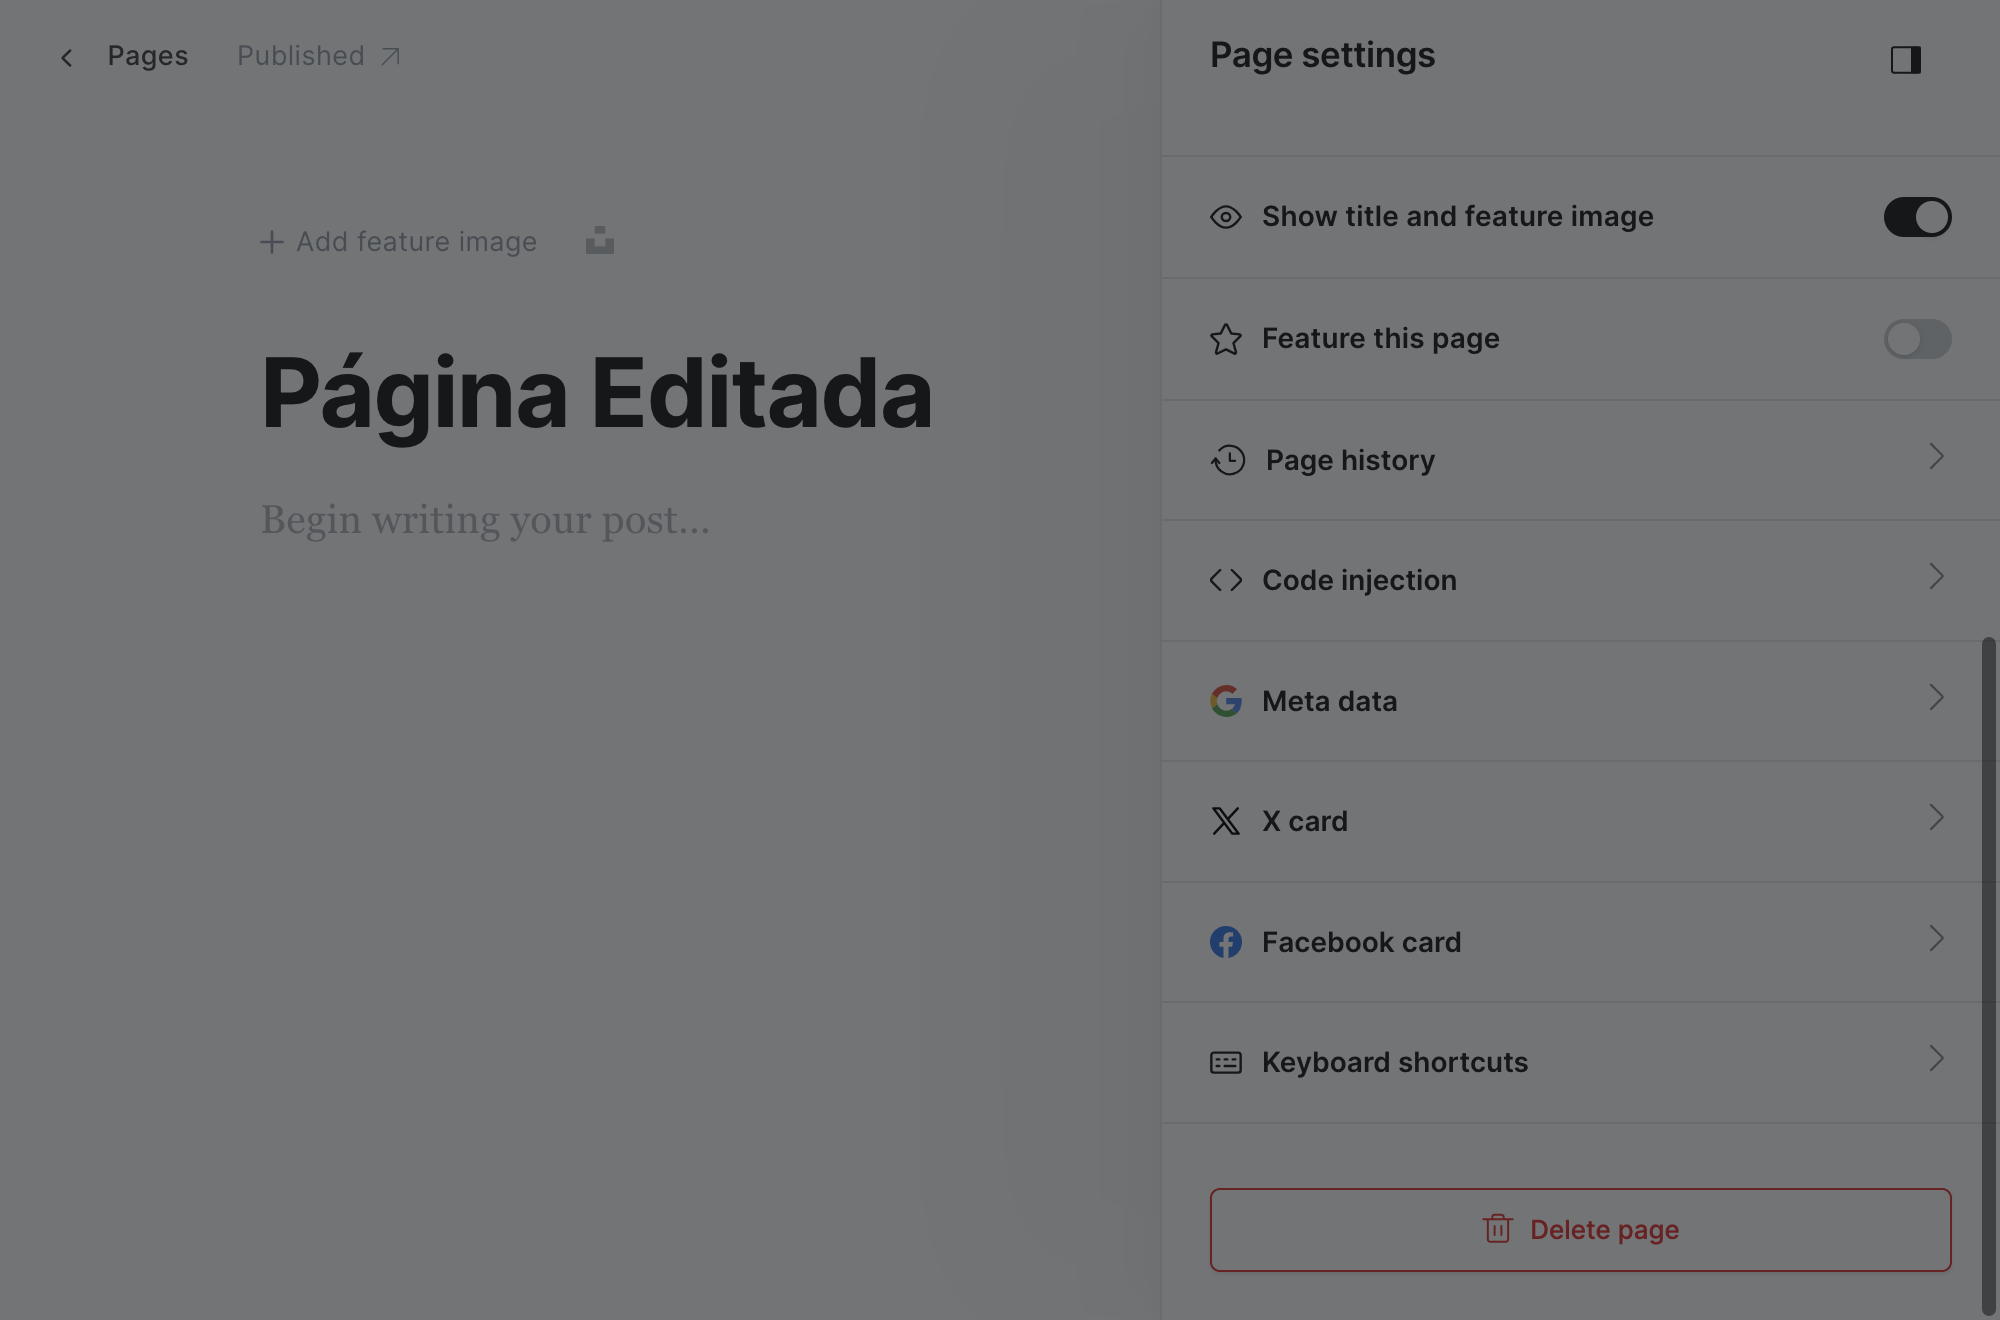 Pages
Published
Page settings
Add feature image
Página Editada
Begin writing your post...
Show title and feature image
Feature this page
Page history
Code injection
Meta data
X card
Facebook card
Keyboard shortcuts
Delete page